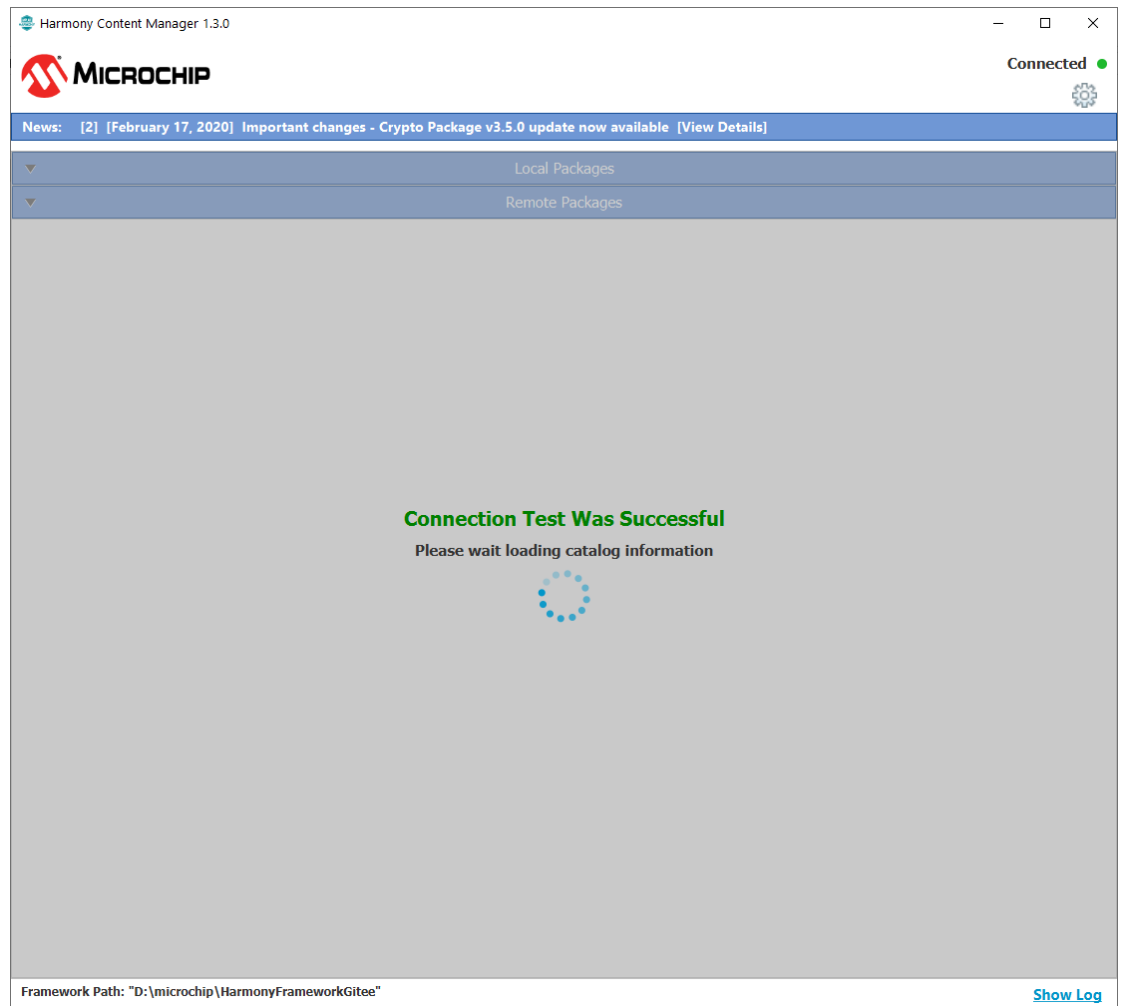 Harmony Content Manager 1.3.0
MICROCHIP
Connected
News: [2] [February 17, 2020] Important changes - Crypto Package v3.5.0 update now available [View Details]
Local Packages
Remote Packages
Connection Test Was Successful
Please wait loading catalog information
Framework Path: "D:\microchip\HarmonyFrameworkGitee"
Show Log